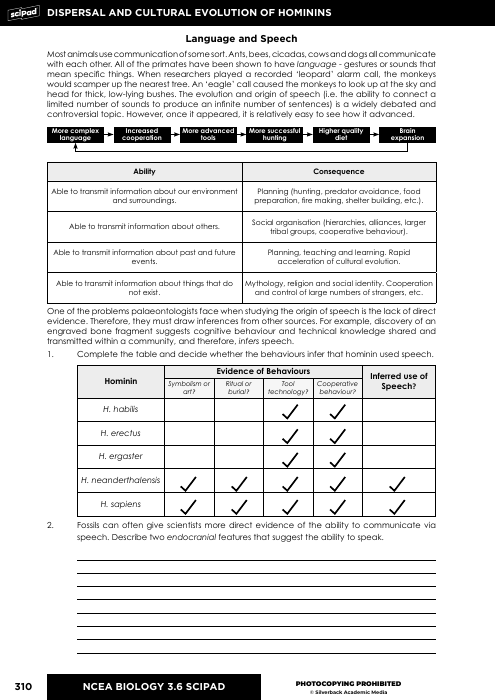 scipad
DISPERSAL AND CULTURAL EVOLUTION OF HOMININS
Language and Speech
Most animals use communication of some sort. Ants, bees, cicadas, cows and dogs all communicate
with each other. All of the primates have been shown to have language - gestures or sounds that
mean specific things. When researchers played a recorded 'leopard' alarm call, the monkeys
would scamper up the nearest tree. An 'eagle' call caused the monkeys to look up at the sky and
head for thick, low-lying bushes. The evolution and origin of speech (i.e. the ability to connect a
limited number of sounds to produce an infinite number of sentences) is a widely debated and
controversial topic. However, once it appeared, it is relatively easy to see how it advanced.
More complex language
Increased cooperation
More advanced tools
More successful hunting
Higher quality diet
Brain expansion
Ability
Consequence
Able to transmit information about our environment
and surroundings.
Planning (hunting, predator avoidance, food
preparation, fire making, shelter building, etc.).
Able to transmit information about others.
Social organisation (hierarchies, alliances, larger
tribal groups, cooperative behaviour).
Able to transmit information about past and future
events.
Planning, teaching and learning. Rapid
acceleration of cultural evolution.
Able to transmit information about things that do
not exist.
Mythology, religion and social identity. Cooperation
and control of large numbers of strangers, etc.
One of the problems palaeontologists face when studying the origin of speech is the lack of direct
evidence. Therefore, they must draw inferences from other sources. For example, discovery of an
engraved bone fragment suggests cognitive behaviour and technical knowledge shared and
transmitted within a community, and therefore, infers speech.
1. Complete the table and decide whether the behaviours infer that hominin used speech.
Hominin
Evidence of Behaviours
Inferred use of
Speech?
Symbolism or
art?
Ritual or
burial?
Tool
technology?
Cooperative
behaviour?
H. habilis
H. erectus
H. ergaster
H. neanderthalensis
H. sapiens
2. Fossils can often give scientists more direct evidence of the ability to communicate via
speech. Describe two endocranial features that suggest the ability to speak.
310
NCEA BIOLOGY 3.6 SCIPAD
PHOTOCOPYING PROHIBITED
© Silverback Academic Media